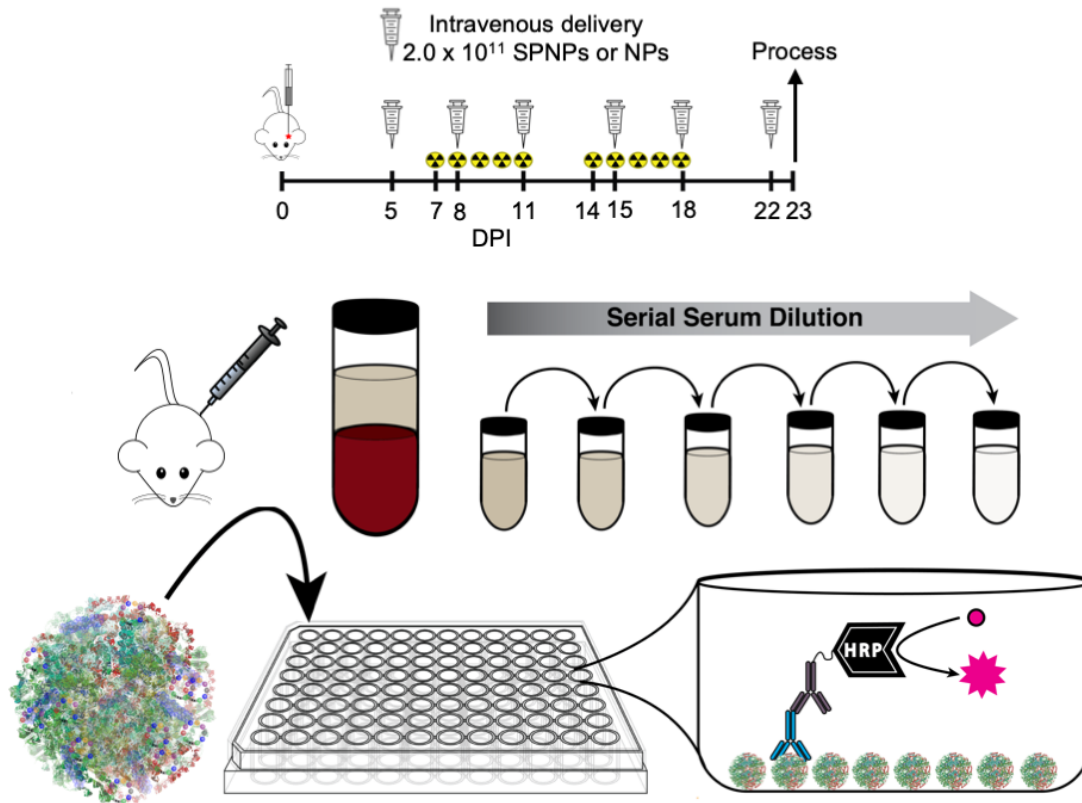 Intravenous delivery
2.0 x 10¹¹ SPNPs or NPs
Process
0 5 7 8 11 14 15 18 22 23
DPI
Serial Serum Dilution
HRP